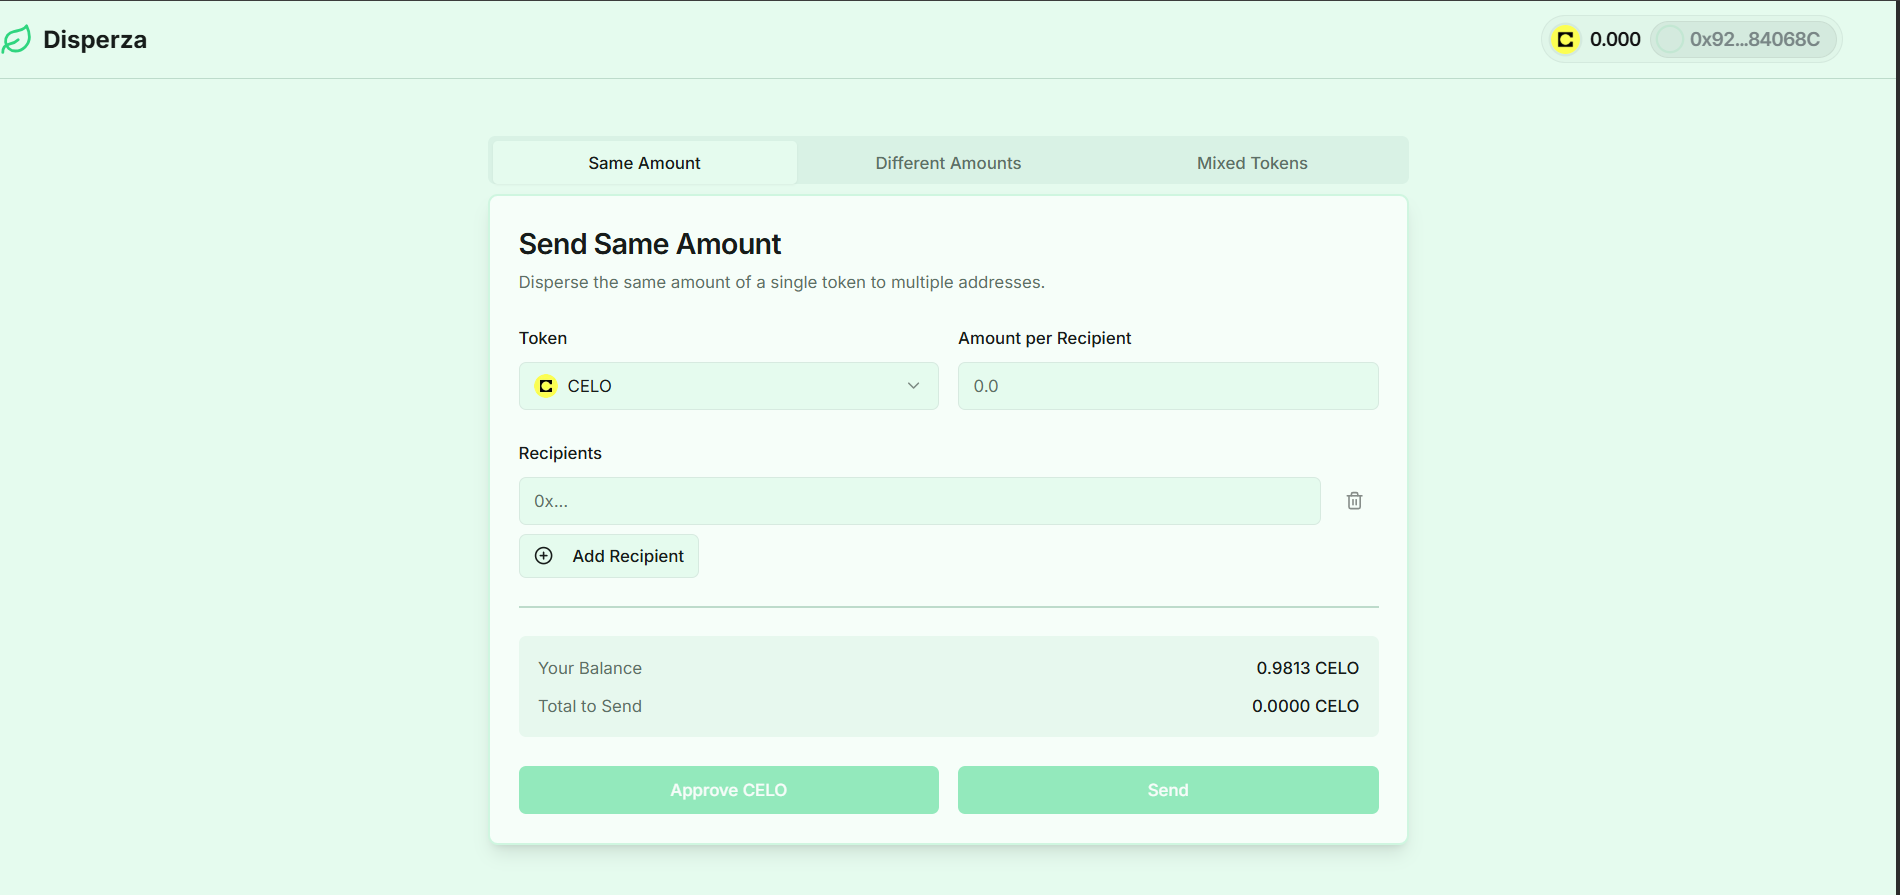 Disperza
0.000 0x92...84068C
Same Amount Different Amounts Mixed Tokens
Send Same Amount
Disperse the same amount of a single token to multiple addresses.
Token Amount per Recipient
CELO 0.0
Recipients
0x...
Add Recipient
Your Balance 0.9813 CELO
Total to Send 0.0000 CELO
Approve CELO Send